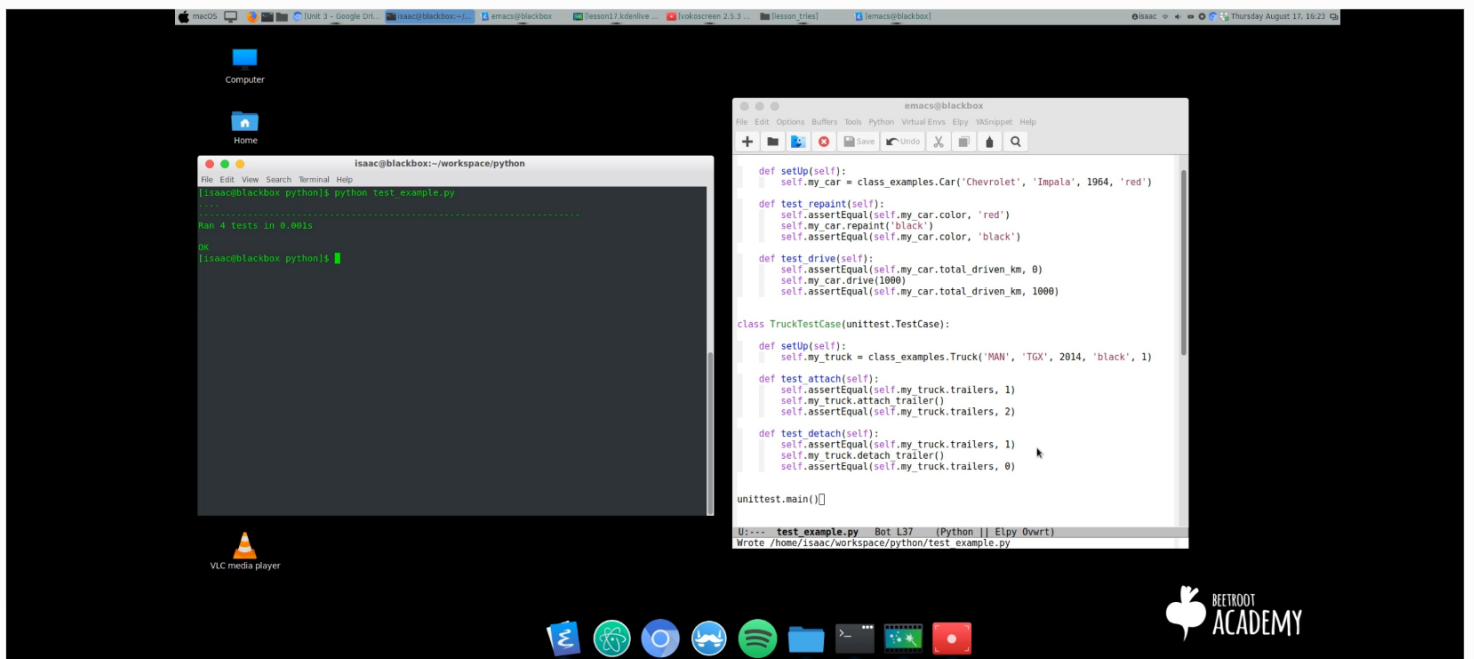 macOS
[Unit 3 – Google Dri...
isaac@blackbox:~/...
emacs@blackbox
lesson17.kdenlive ...
[vokoscreen 2.5.3 ...
[lesson_tries]
[emacs@blackbox]
isaac
Thursday August 17, 16:23
Computer
Home
isaac@blackbox:~/workspace/python
File Edit View Search Terminal Help
[isaac@blackbox python]$ python test_example.py
....
----------------------------------------------------------------------
Ran 4 tests in 0.001s
OK
[isaac@blackbox python]$
VLC media player
emacs@blackbox
File Edit Options Buffers Tools Python Virtual Envs Elpy YASnippet Help
Save Undo
def setUp(self):
self.my_car = class_examples.Car('Chevrolet', 'Impala', 1964, 'red')
def test_repaint(self):
self.assertEqual(self.my_car.color, 'red')
self.my_car.repaint('black')
self.assertEqual(self.my_car.color, 'black')
def test_drive(self):
self.assertEqual(self.my_car.total_driven_km, 0)
self.my_car.drive(1000)
self.assertEqual(self.my_car.total_driven_km, 1000)
class TruckTestCase(unittest.TestCase):
def setUp(self):
self.my_truck = class_examples.Truck('MAN', 'TGX', 2014, 'black', 1)
def test_attach(self):
self.assertEqual(self.my_truck.trailers, 1)
self.my_truck.attach_trailer()
self.assertEqual(self.my_truck.trailers, 2)
def test_detach(self):
self.assertEqual(self.my_truck.trailers, 1)
self.my_truck.detach_trailer()
self.assertEqual(self.my_truck.trailers, 0)
unittest.main()
U:--- test_example.py Bot L37 (Python || Elpy Ovwrt)
Wrote /home/isaac/workspace/python/test_example.py
BEETROOT
ACADEMY